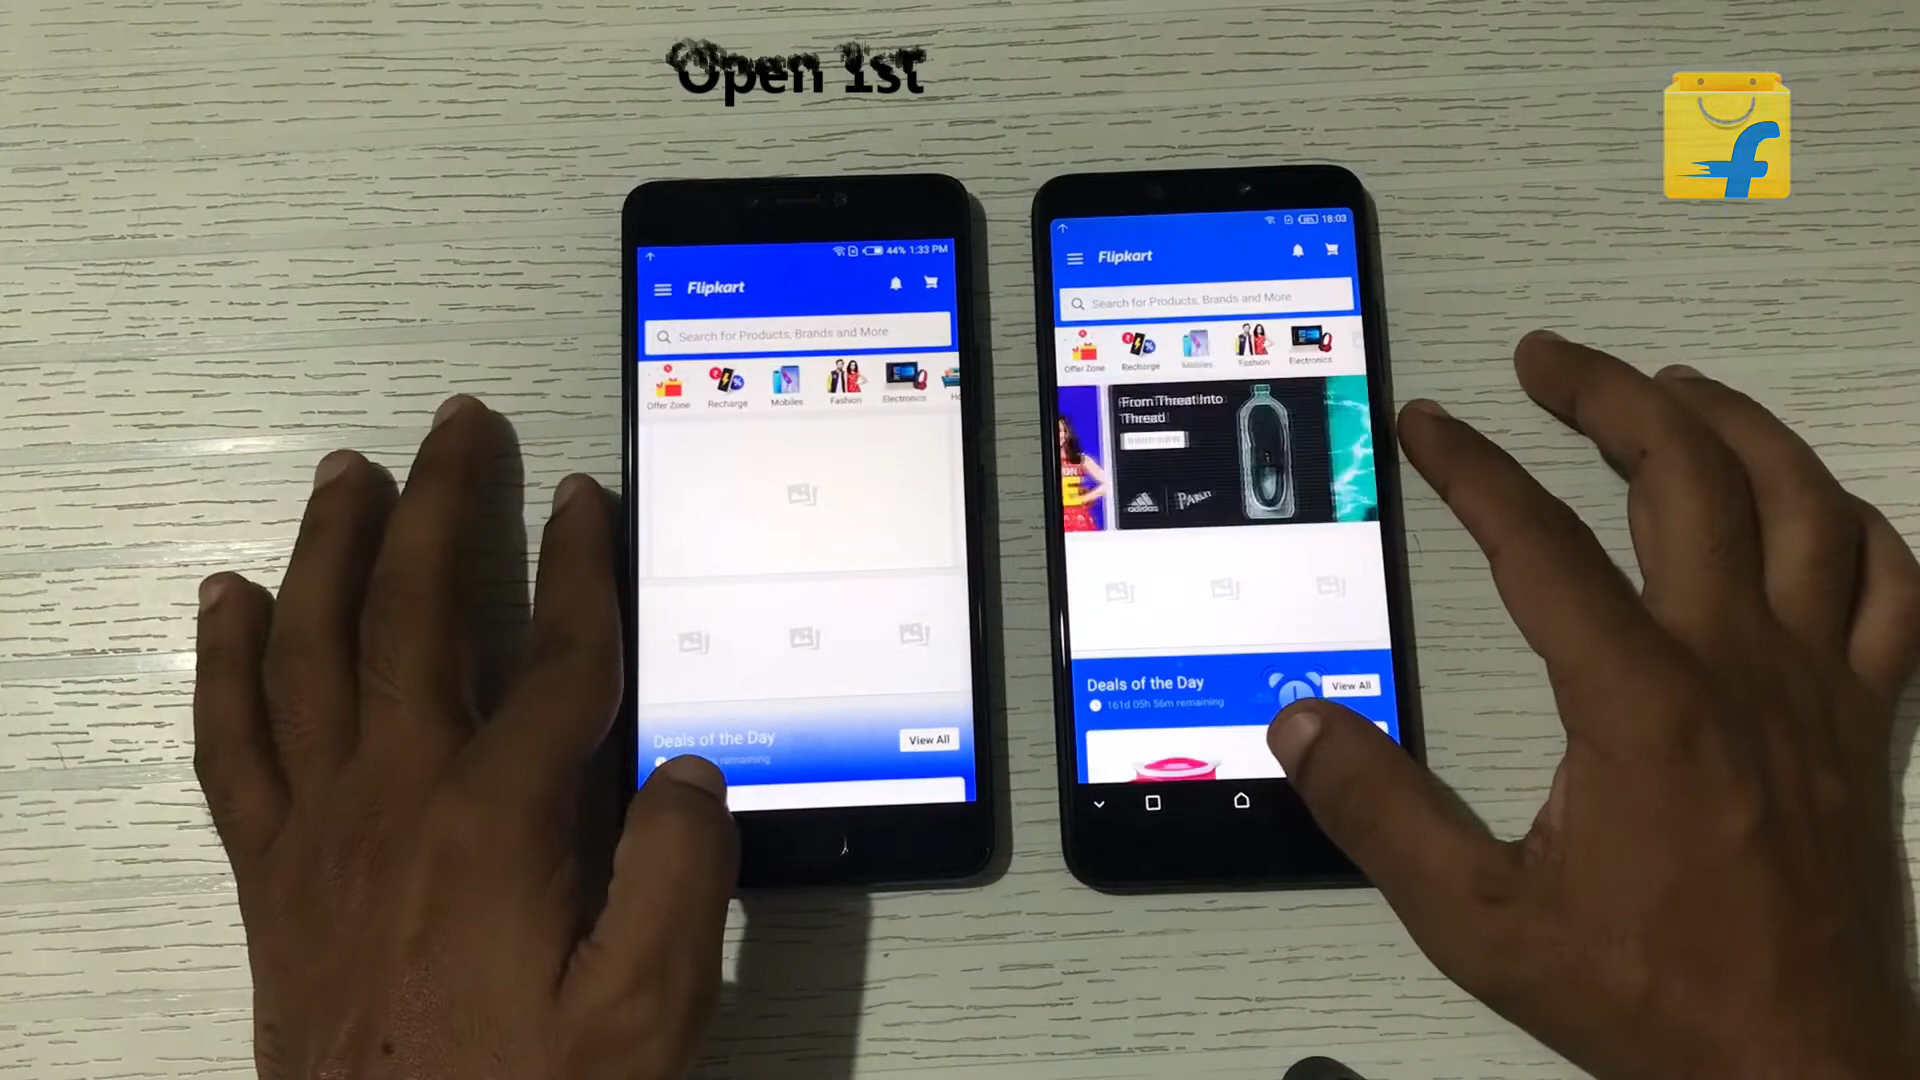 Open 1st
44% 1:33 PM
Flipkart
Search for Products, Brands and More
Offer Zone
Recharge
Mobiles
Fashion
Electronics
Deals of the Day
remaining
View All
18:03
Flipkart
Search for Products, Brands and More
Offer Zone
Recharge
Mobiles
Fashion
Electronics
From Threat Into
Thread
adidas
PARLEY
Deals of the Day
161d 05h 56m remaining
View All